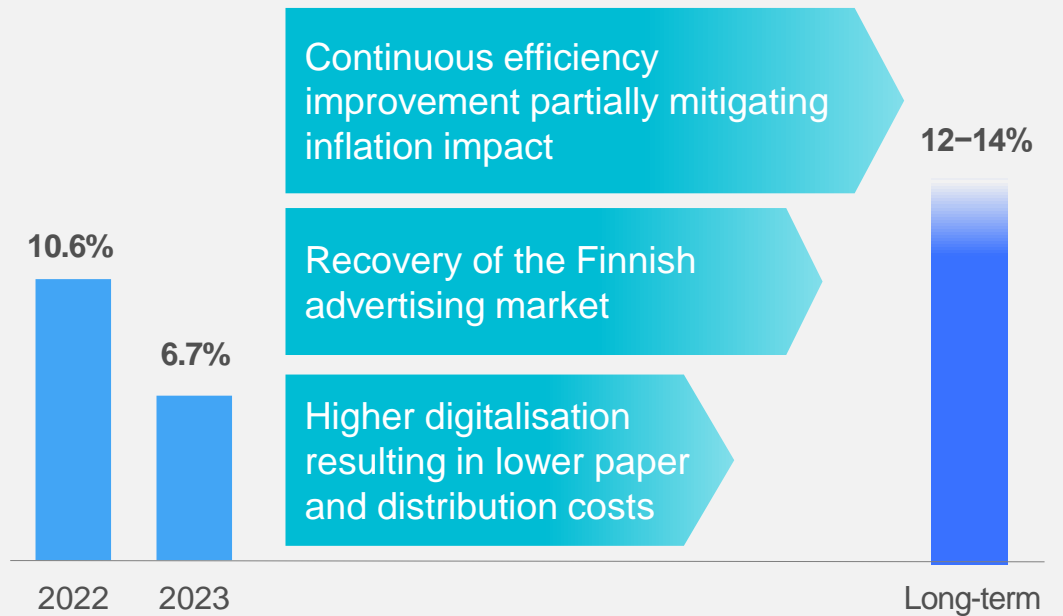 Continuous efficiency
improvement partially mitigating
inflation impact
12−14%
10.6%
Recovery of the Finnish
advertising market
6.7%
Higher digitalisation
resulting in lower paper
and distribution costs
2022
2023
Long-term